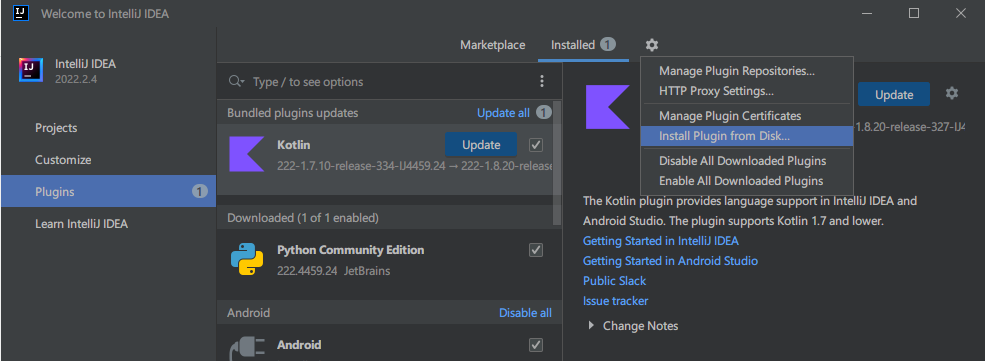 Welcome to IntelliJ IDEA
Marketplace
Installed 1
IntelliJ IDEA
2022.2.4
Projects
Customize
Plugins 1
Learn IntelliJ IDEA
Type / to see options
Bundled plugins updates Update all 1
Kotlin Update
222-1.7.10-release-334-IJ4459.24 → 222-1.8.20-release
Downloaded (1 of 1 enabled)
Python Community Edition
222.4459.24 JetBrains
Android Disable all
Android
Manage Plugin Repositories...
HTTP Proxy Settings...
Manage Plugin Certificates
Install Plugin from Disk...
Disable All Downloaded Plugins
Enable All Downloaded Plugins
Update
1.8.20-release-327-IJ4
The Kotlin plugin provides language support in IntelliJ IDEA and
Android Studio. The plugin supports Kotlin 1.7 and lower.
Getting Started in IntelliJ IDEA
Getting Started in Android Studio
Public Slack
Issue tracker
Change Notes